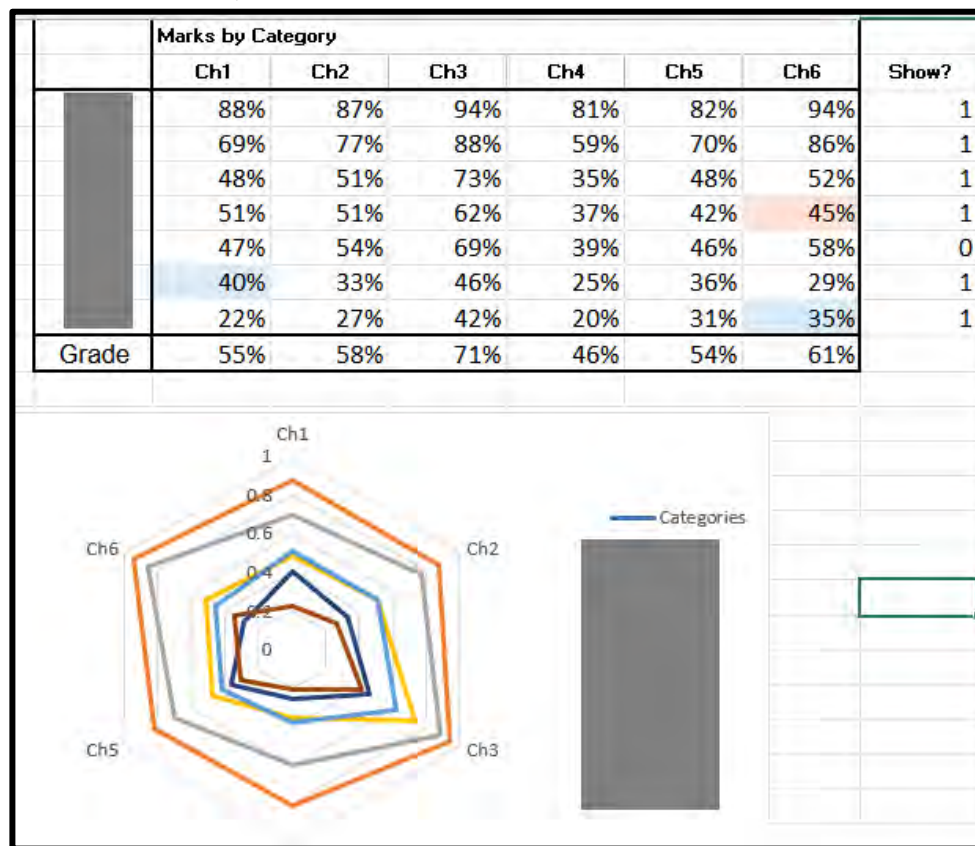 Marks by Category
Ch1 Ch2 Ch3 Ch4 Ch5 Ch6 Show?
88% 87% 94% 81% 82% 94% 1
69% 77% 88% 59% 70% 86% 1
48% 51% 73% 35% 48% 52% 1
51% 51% 62% 37% 42% 45% 1
47% 54% 69% 39% 46% 58% 0
40% 33% 46% 25% 36% 29% 1
22% 27% 42% 20% 31% 35% 1
Grade 55% 58% 71% 46% 54% 61%
Ch1
1
0.8
Categories
0.6
Ch6 Ch2
0.4
0.2
0
Ch5 Ch3